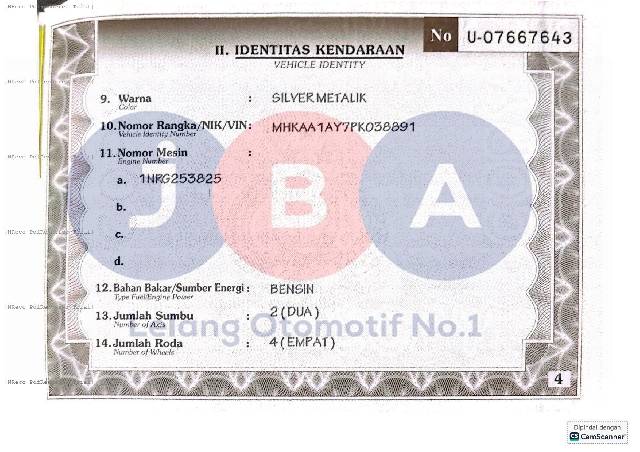 No U-07667643
II. IDENTITAS KENDARAAN
VEHICLE IDENTITY
9. Warna : SILVER METALIK
Color
10. Nomor Rangka/NIK/VIN : MHKAA1AY7PK038891
Vehicle Identity Number
11. Nomor Mesin :
Engine Number
a. 1NRG253825
b.
c.
d.
JBA
12. Bahan Bakar/Sumber Energi : BENSIN
Type Fuel/Engine Power
13. Jumlah Sumbu : 2 (DUA)
Number of Axis
Lelang Otomotif No.1
14. Jumlah Roda : 4 (EMPAT)
Number of Wheels
4
Dipindai dengan
CamScanner